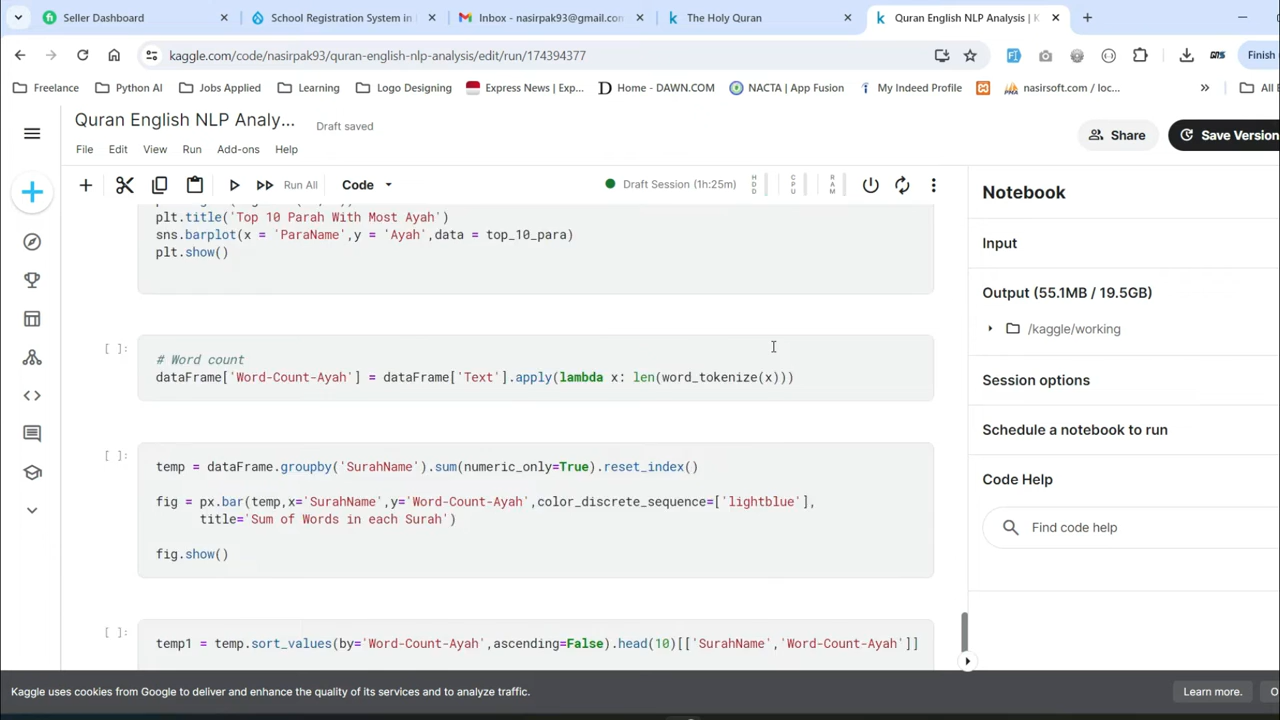 Seller Dashboard
School Registration System in
Inbox - nasirpak93@gmail.com
The Holy Quran
Quran English NLP Analysis | K
kaggle.com/code/nasirpak93/quran-english-nlp-analysis/edit/run/174394377
Finish
Freelance
Python AI
Jobs Applied
Learning
Logo Designing
Express News | Exp...
Home - DAWN.COM
NACTA | App Fusion
My Indeed Profile
nasirsoft.com / loc...
»
All
Quran English NLP Analy...
Draft saved
Share
Save Version
File Edit View Run Add-ons Help
Run All
Code
Draft Session (1h:25m)
HDD
CPU
RAM
plt.title('Top 10 Parah With Most Ayah')
sns.barplot(x = 'ParaName',y = 'Ayah',data = top_10_para)
plt.show()
[ ]:
# Word count
dataFrame['Word-Count-Ayah'] = dataFrame['Text'].apply(lambda x: len(word_tokenize(x)))
[ ]:
temp = dataFrame.groupby('SurahName').sum(numeric_only=True).reset_index()
fig = px.bar(temp,x='SurahName',y='Word-Count-Ayah',color_discrete_sequence=['lightblue'],
title='Sum of Words in each Surah')
fig.show()
[ ]:
temp1 = temp.sort_values(by='Word-Count-Ayah',ascending=False).head(10)[['SurahName','Word-Count-Ayah']]
Notebook
Input
Output (55.1MB / 19.5GB)
/kaggle/working
Session options
Schedule a notebook to run
Code Help
Find code help
Kaggle uses cookies from Google to deliver and enhance the quality of its services and to analyze traffic.
Learn more.